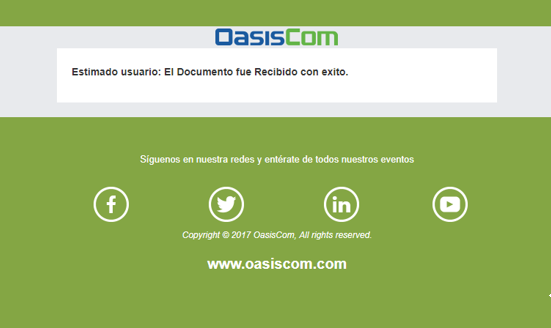 OasisCom
Estimado usuario: El Documento fue Recibido con exito.
Síguenos en nuestra redes y entérate de todos nuestros eventos
Copyright © 2017 OasisCom, All rights reserved.
www.oasiscom.com